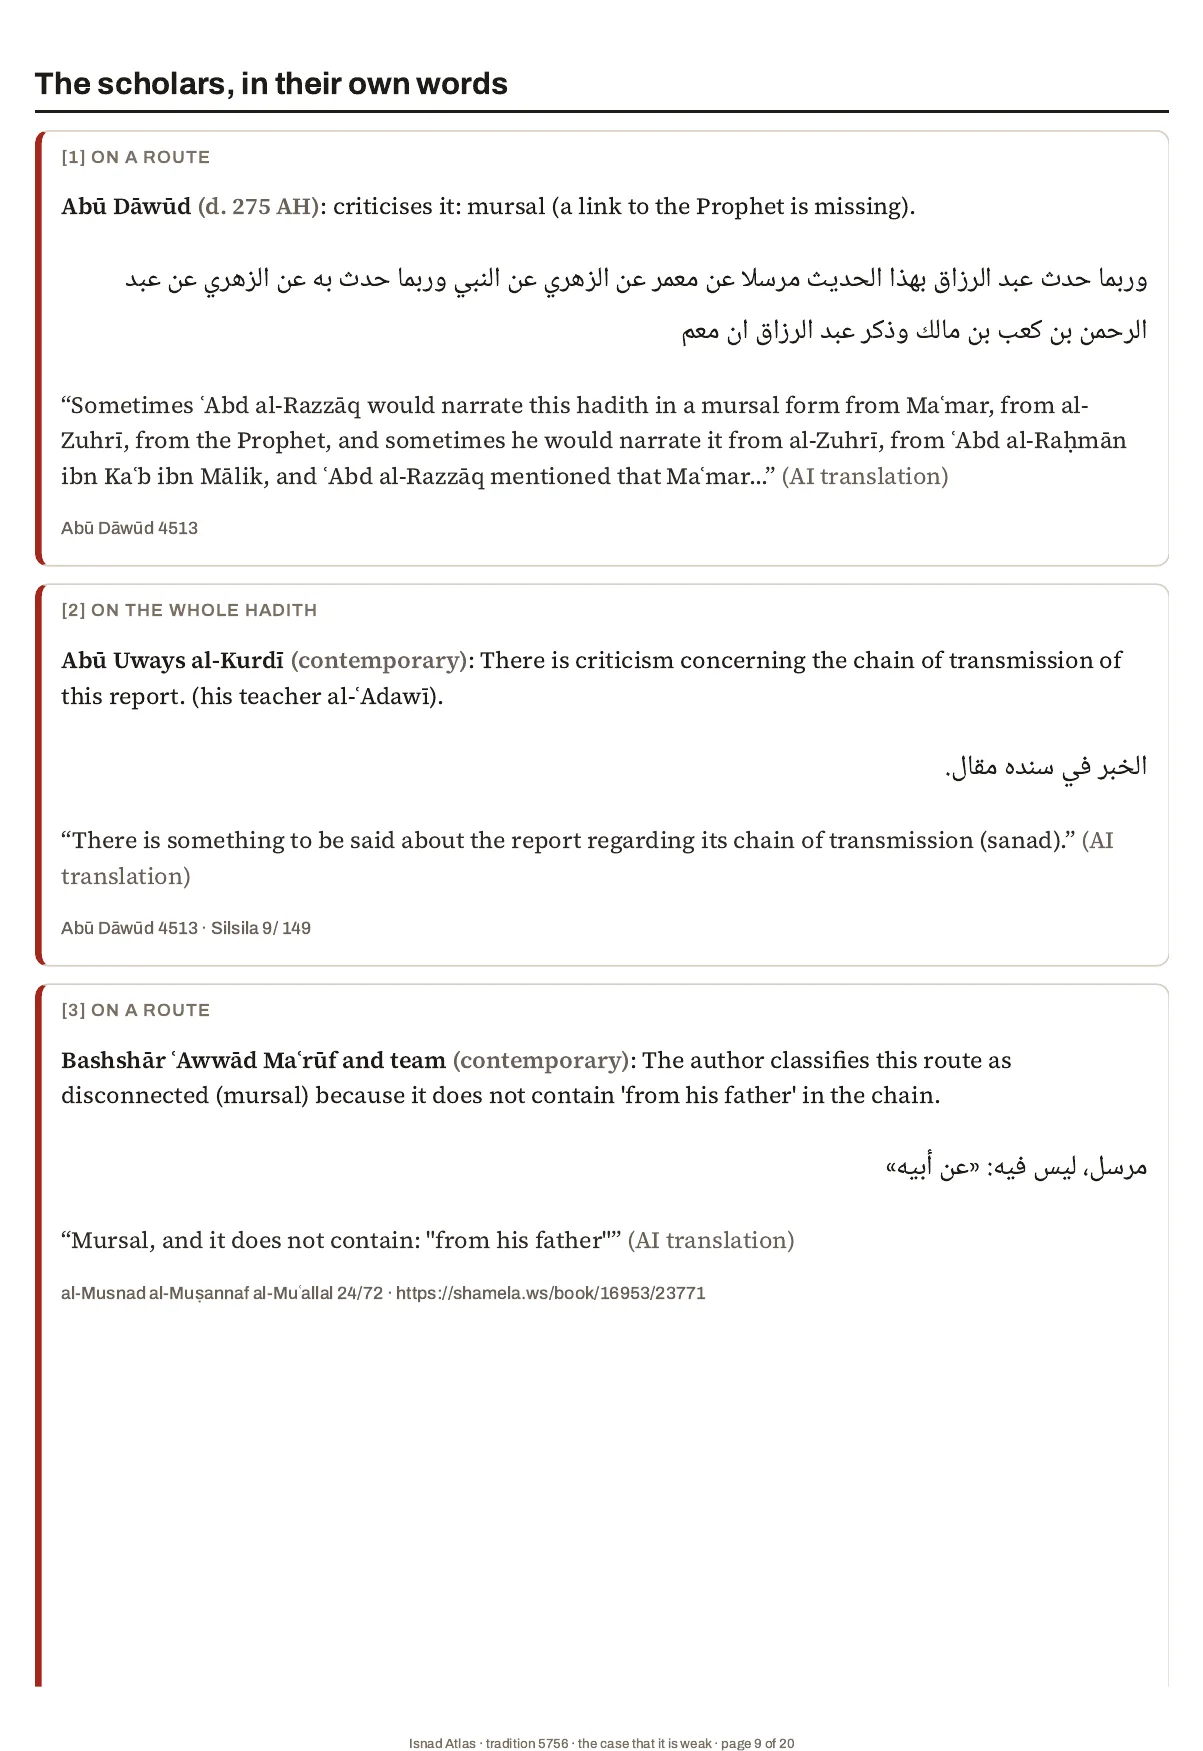 The scholars, in their own words
[1] ON A ROUTE
Abū Dāwūd (d. 275 AH): criticises it: mursal (a link to the Prophet is missing).
وربما حدث عبد الرزاق بهذا الحديث مرسلا عن معمر عن الزهري عن النبي وربما حدث به عن الزهري عن عبد
الرحمن بن كعب بن مالك وذكر عبد الرزاق ان معم
“Sometimes ʿAbd al-Razzāq would narrate this hadith in a mursal form from Maʿmar, from al-
Zuhrī, from the Prophet, and sometimes he would narrate it from al-Zuhrī, from ʿAbd al-Raḥmān
ibn Kaʿb ibn Mālik, and ʿAbd al-Razzāq mentioned that Maʿmar...” (AI translation)
Abū Dāwūd 4513
[2] ON THE WHOLE HADITH
Abū Uways al-Kurdī (contemporary): There is criticism concerning the chain of transmission of
this report. (his teacher al-ʿAdawī).
الخبر في سنده مقال.
“There is something to be said about the report regarding its chain of transmission (sanad).” (AI
translation)
Abū Dāwūd 4513 · Silsila 9/ 149
[3] ON A ROUTE
Bashshār ʿAwwād Maʿrūf and team (contemporary): The author classifies this route as
disconnected (mursal) because it does not contain 'from his father' in the chain.
مرسل، ليس فيه: «عن أبيه»
“Mursal, and it does not contain: "from his father"” (AI translation)
al-Musnad al-Muṣannaf al-Muʿallal 24/72 · https://shamela.ws/book/16953/23771
Isnad Atlas · tradition 5756 · the case that it is weak · page 9 of 20